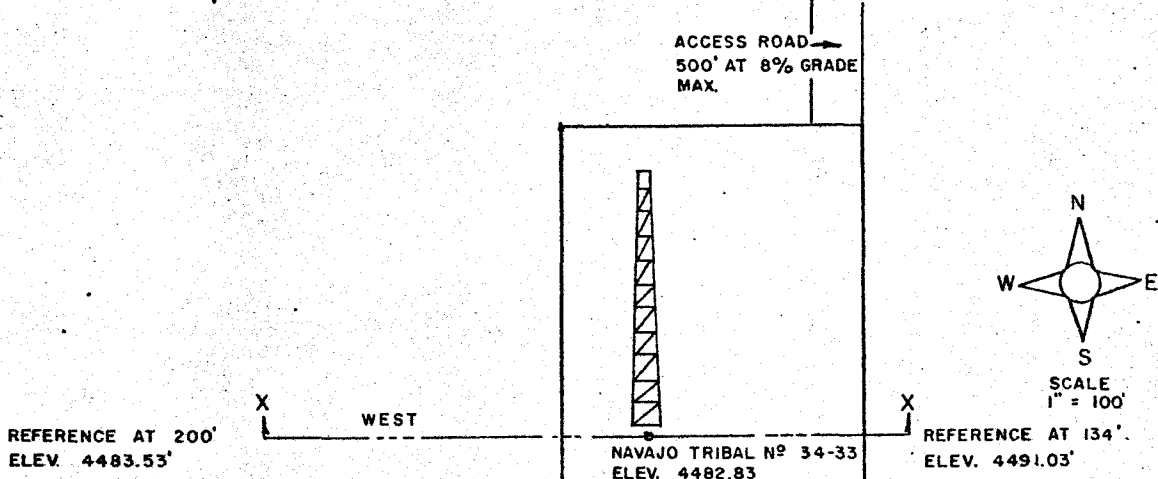 ACCESS ROAD
500' AT 8% GRADE
MAX.
N
W
E
S
SCALE
1" = 100'
X
WEST
X
REFERENCE AT 200'
ELEV. 4483.53'
NAVAJO TRIBAL Nº 34-33
ELEV. 4482.83
REFERENCE AT 134'.
ELEV. 4491.03'